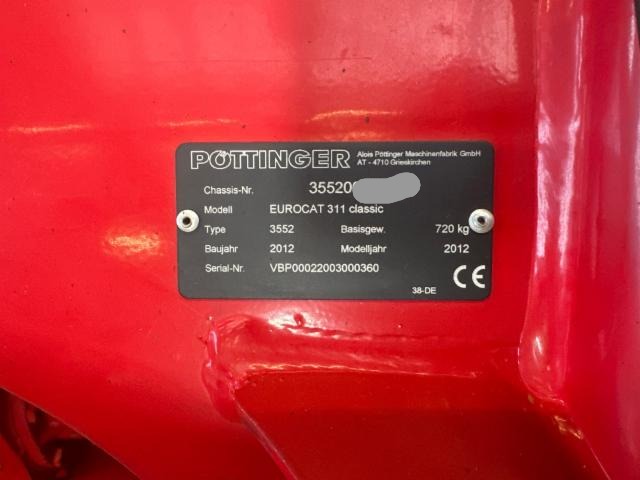 PÖTTINGER Alois Pöttinger Maschinenfabrik GmbH
AT - 4710 Grieskirchen
Chassis-Nr. 35520
Modell EUROCAT 311 classic
Type 3552 Basisgew. 720 kg
Baujahr 2012 Modelljahr 2012
Serial-Nr. VBP00022003000360
38-DE CE